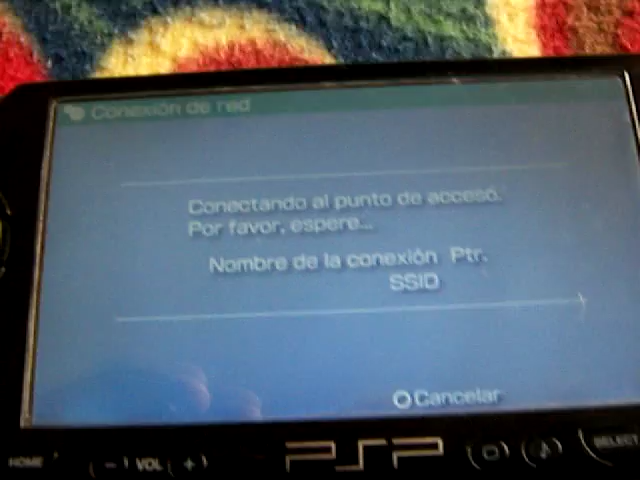 Conexión de red
Conectando al punto de acceso.
Por favor, espere...
Nombre de la conexión Ptr.
SSID
Cancelar
HOME - VOL + PSP SELECT